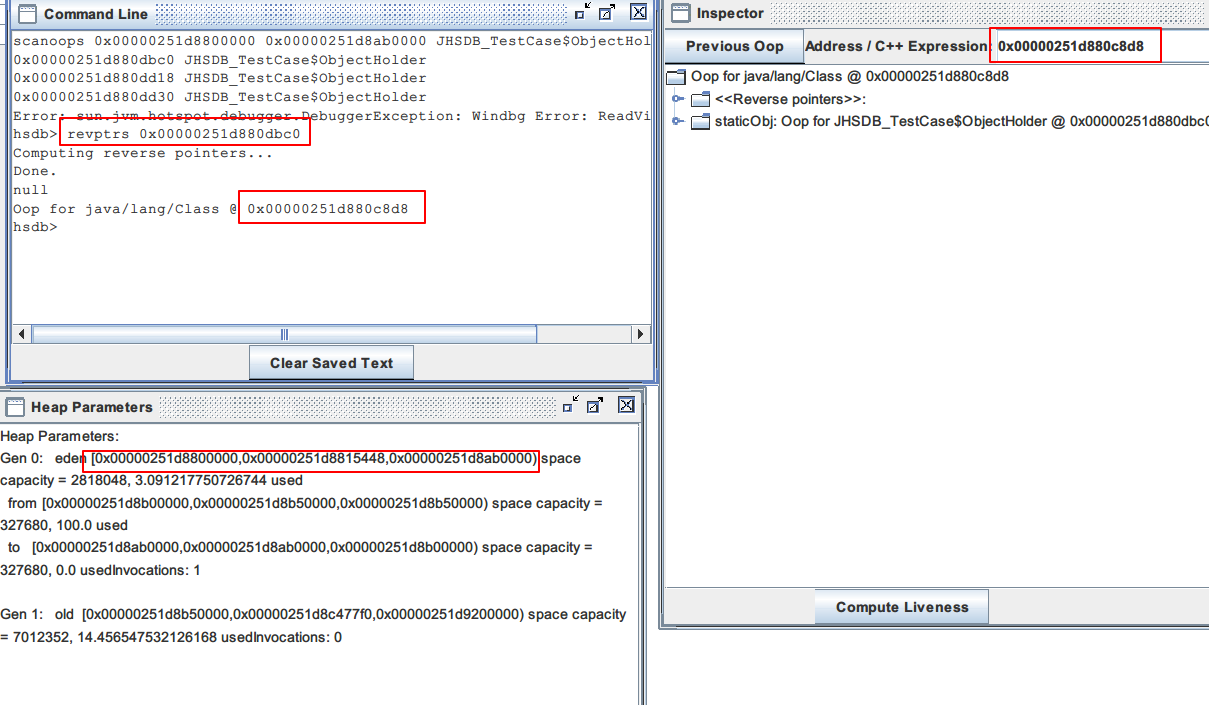 Command Line
scanoops 0x00000251d8800000 0x00000251d8ab0000 JHSDB_TestCase$ObjectHol
0x00000251d880dbc0 JHSDB_TestCase$ObjectHolder
0x00000251d880dd18 JHSDB_TestCase$ObjectHolder
0x00000251d880dd30 JHSDB_TestCase$ObjectHolder
Error: sun.jvm.hotspot.debugger.DebuggerException: Windbg Error: ReadVi
hsdb> revptrs 0x00000251d880dbc0
Computing reverse pointers...
Done.
null
Oop for java/lang/Class @ 0x00000251d880c8d8
hsdb>
Clear Saved Text
Heap Parameters
Heap Parameters:
Gen 0: eden [0x00000251d8800000,0x00000251d8815448,0x00000251d8ab0000) space
capacity = 2818048, 3.091217750726744 used
from [0x00000251d8b00000,0x00000251d8b50000,0x00000251d8b50000) space capacity =
327680, 100.0 used
to [0x00000251d8ab0000,0x00000251d8ab0000,0x00000251d8b00000) space capacity =
327680, 0.0 usedInvocations: 1
Gen 1: old [0x00000251d8b50000,0x00000251d8c477f0,0x00000251d9200000) space capacity
= 7012352, 14.456547532126168 usedInvocations: 0
Inspector
Previous Oop Address / C++ Expression: 0x00000251d880c8d8
Oop for java/lang/Class @ 0x00000251d880c8d8
<<Reverse pointers>>:
staticObj: Oop for JHSDB_TestCase$ObjectHolder @ 0x00000251d880dbc0
Compute Liveness